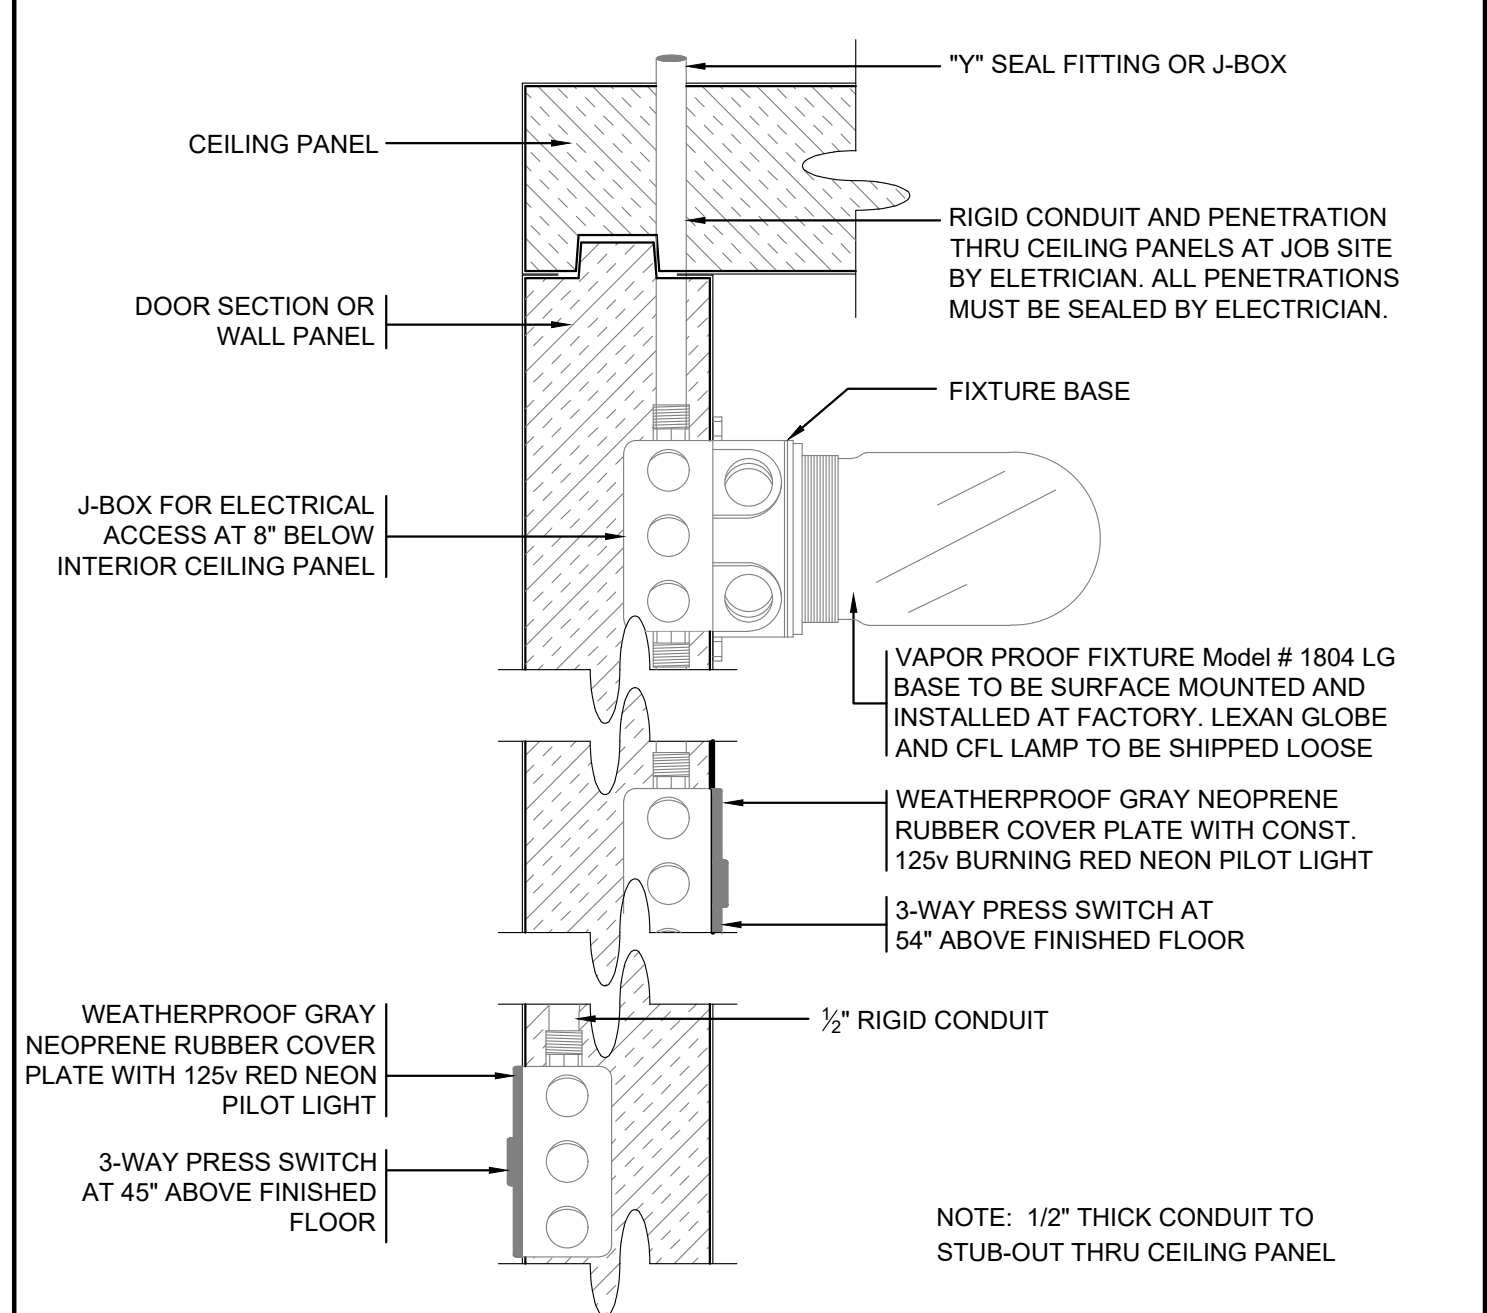 "Y" SEAL FITTING OR J-BOX
CEILING PANEL
RIGID CONDUIT AND PENETRATION
THRU CEILING PANELS AT JOB SITE
BY ELETRICIAN. ALL PENETRATIONS
MUST BE SEALED BY ELECTRICIAN.
DOOR SECTION OR
WALL PANEL
FIXTURE BASE
J-BOX FOR ELECTRICAL
ACCESS AT 8" BELOW
INTERIOR CEILING PANEL
VAPOR PROOF FIXTURE Model # 1804 LG
BASE TO BE SURFACE MOUNTED AND
INSTALLED AT FACTORY. LEXAN GLOBE
AND CFL LAMP TO BE SHIPPED LOOSE
WEATHERPROOF GRAY NEOPRENE
RUBBER COVER PLATE WITH CONST.
125v BURNING RED NEON PILOT LIGHT
3-WAY PRESS SWITCH AT
54" ABOVE FINISHED FLOOR
WEATHERPROOF GRAY
NEOPRENE RUBBER COVER
PLATE WITH 125v RED NEON
PILOT LIGHT
½" RIGID CONDUIT
3-WAY PRESS SWITCH
AT 45" ABOVE FINISHED
FLOOR
NOTE: 1/2" THICK CONDUIT TO
STUB-OUT THRU CEILING PANEL